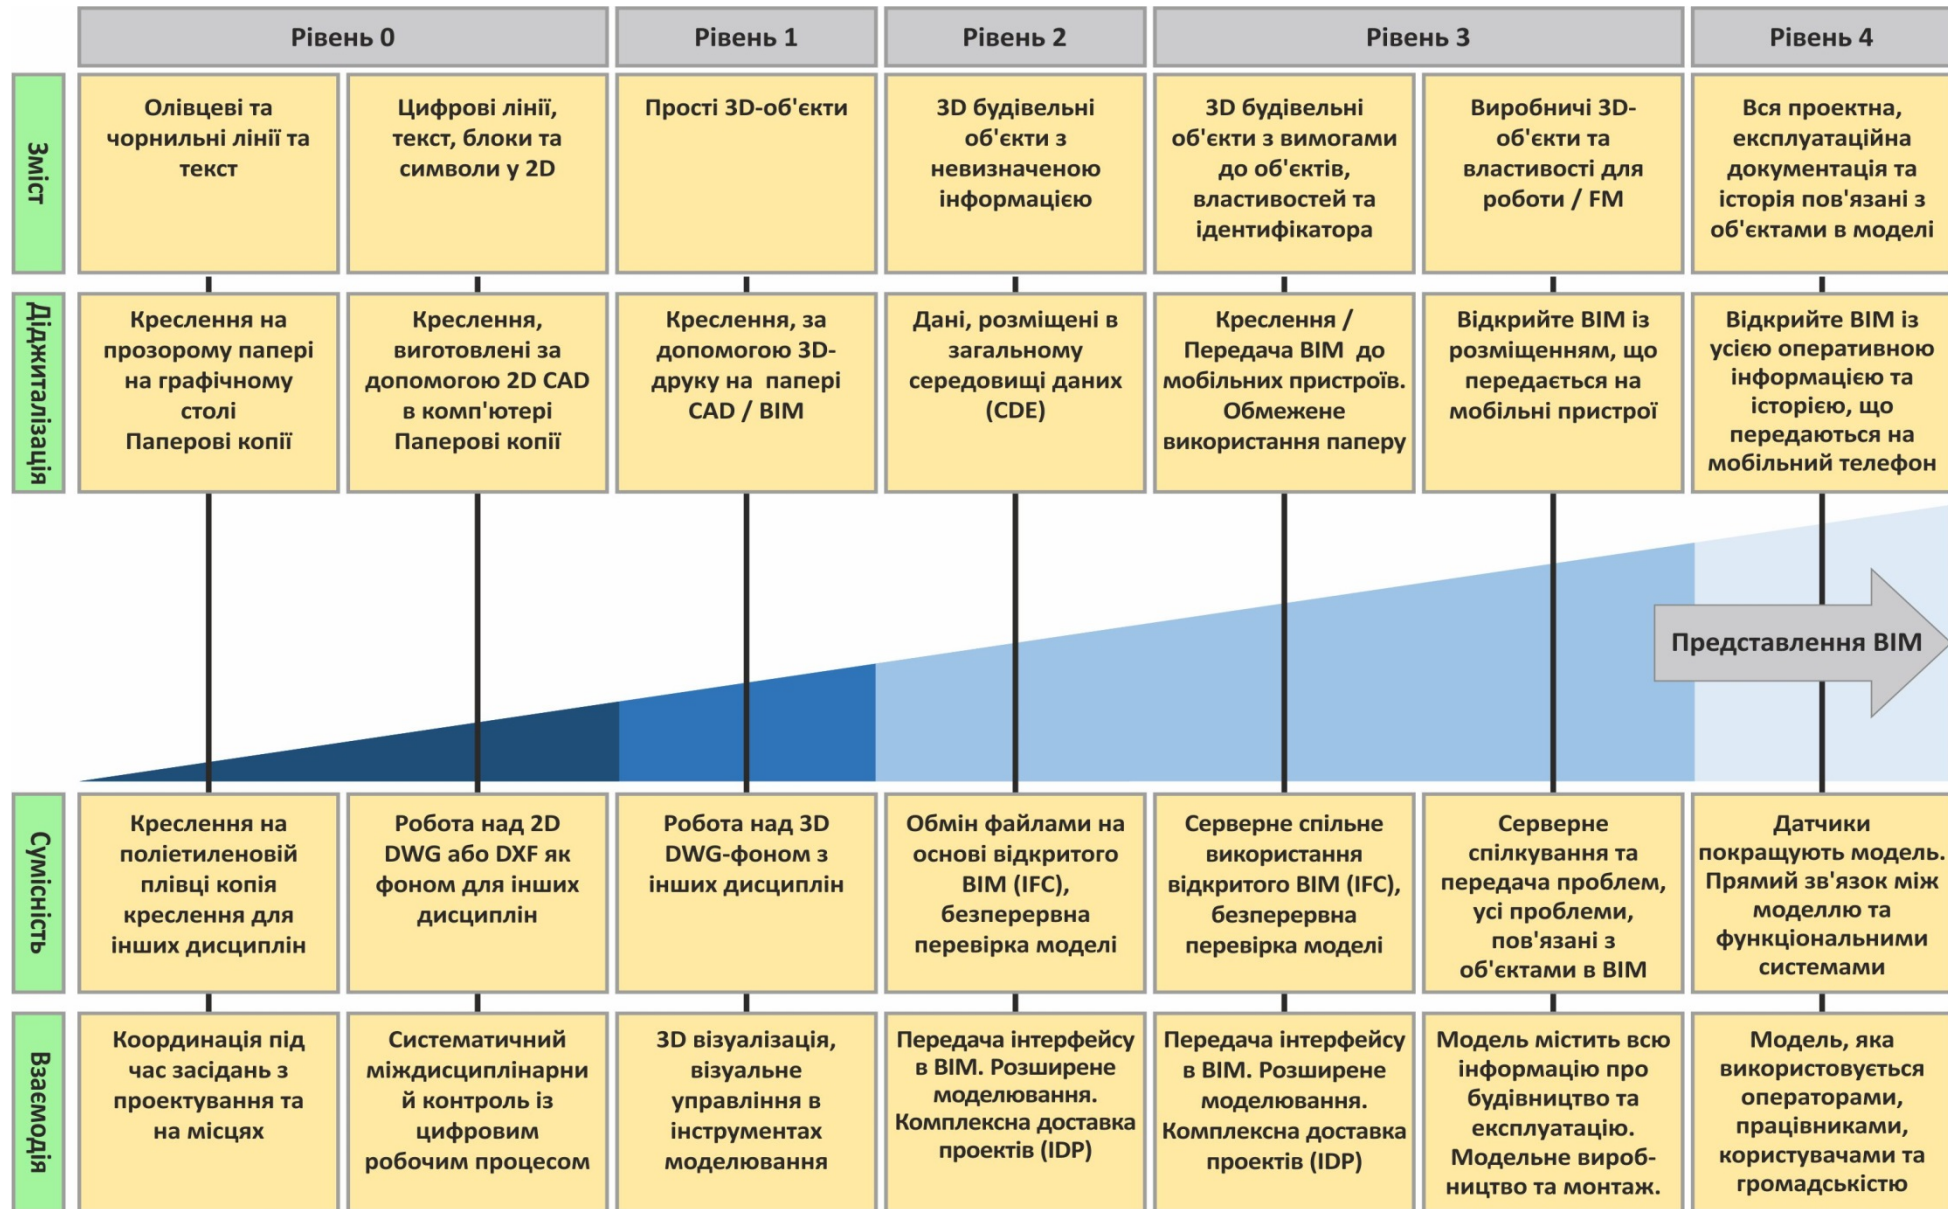 Рівень 0
Рівень 1
Рівень 2
Рівень 3
Рівень 4
Зміст
Олівцеві та
чорнильні лінії та
текст
Цифрові лінії,
текст, блоки та
символи у 2D
Прості 3D-об'єкти
3D будівельні
об'єкти з
невизначеною
інформацією
3D будівельні
об'єкти з вимогами
до об'єктів,
властивостей та
ідентифікатора
Виробничі 3D-
об'єкти та
властивості для
роботи / FM
Вся проектна,
експлуатаційна
документація та
історія пов'язані з
об'єктами в моделі
Діджиталізація
Креслення на
прозорому папері
на графічному
столі
Паперові копії
Креслення,
виготовлені за
допомогою 2D CAD
в комп'ютері
Паперові копії
Креслення, за
допомогою 3D-
друку на папері
CAD / BIM
Дані, розміщені в
загальному
середовищі даних
(CDE)
Креслення /
Передача BIM до
мобільних пристроїв.
Обмежене
використання паперу
Відкрийте BIM із
розміщенням, що
передається на
мобільні пристрої
Відкрийте BIM із
усією оперативною
інформацією та
історією, що
передаються на
мобільний телефон
Представлення BIM
Сумісність
Креслення на
поліетиленовій
плівці копія
креслення для
інших дисциплін
Робота над 2D
DWG або DXF як
фоном для інших
дисциплін
Робота над 3D
DWG-фоном з
інших дисциплін
Обмін файлами на
основі відкритого
BIM (IFC),
безперервна
перевірка моделі
Серверне спільне
використання
відкритого BIM (IFC),
безперервна
перевірка моделі
Серверне
спілкування та
передача проблем,
усі проблеми,
пов'язані з
об'єктами в BIM
Датчики
покращують модель.
Прямий зв'язок між
моделлю та
функціональними
системами
Взаємодія
Координація під
час засідань з
проектування та
на місцях
Систематичний
міждисциплінарни
й контроль із
цифровим
робочим процесом
3D візуалізація,
візуальне
управління в
інструментах
моделювання
Передача інтерфейсу
в BIM. Розширене
моделювання.
Комплексна доставка
проектів (IDP)
Передача інтерфейсу
в BIM. Розширене
моделювання.
Комплексна доставка
проектів (IDP)
Модель містить всю
інформацію про
будівництво та
експлуатацію.
Модельне вироб-
ництво та монтаж.
Модель, яка
використовується
операторами,
працівниками,
користувачами та
громадськістю